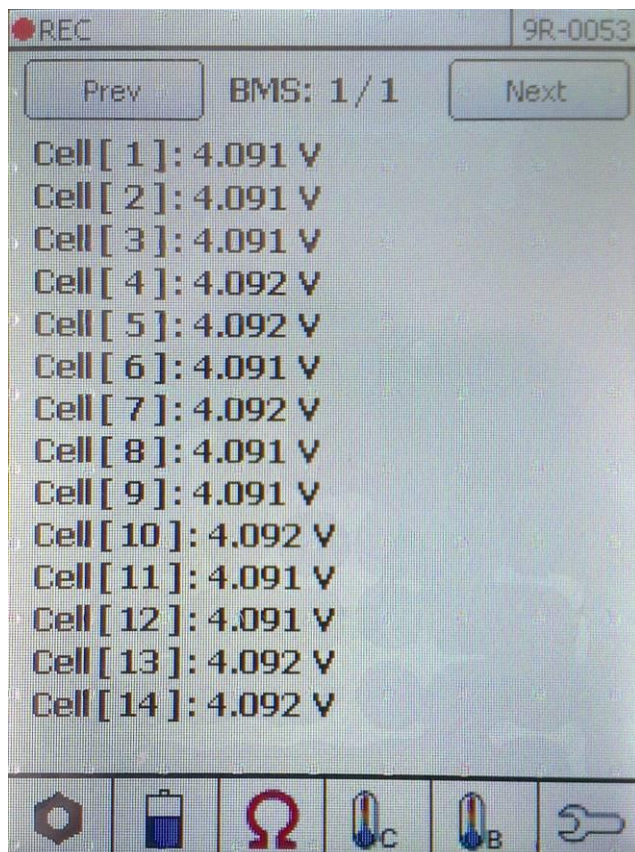 REC 9R-0053
Prev BMS: 1/1 Next
Cell[ 1 ]: 4.091 V
Cell[ 2 ]: 4.091 V
Cell[ 3 ]: 4.091 V
Cell[ 4 ]: 4.092 V
Cell[ 5 ]: 4.092 V
Cell[ 6 ]: 4.091 V
Cell[ 7 ]: 4.092 V
Cell[ 8 ]: 4.091 V
Cell[ 9 ]: 4.091 V
Cell[ 10 ]: 4.092 V
Cell[ 11 ]: 4.091 V
Cell[ 12 ]: 4.091 V
Cell[ 13 ]: 4.092 V
Cell[ 14 ]: 4.092 V
Ω C B